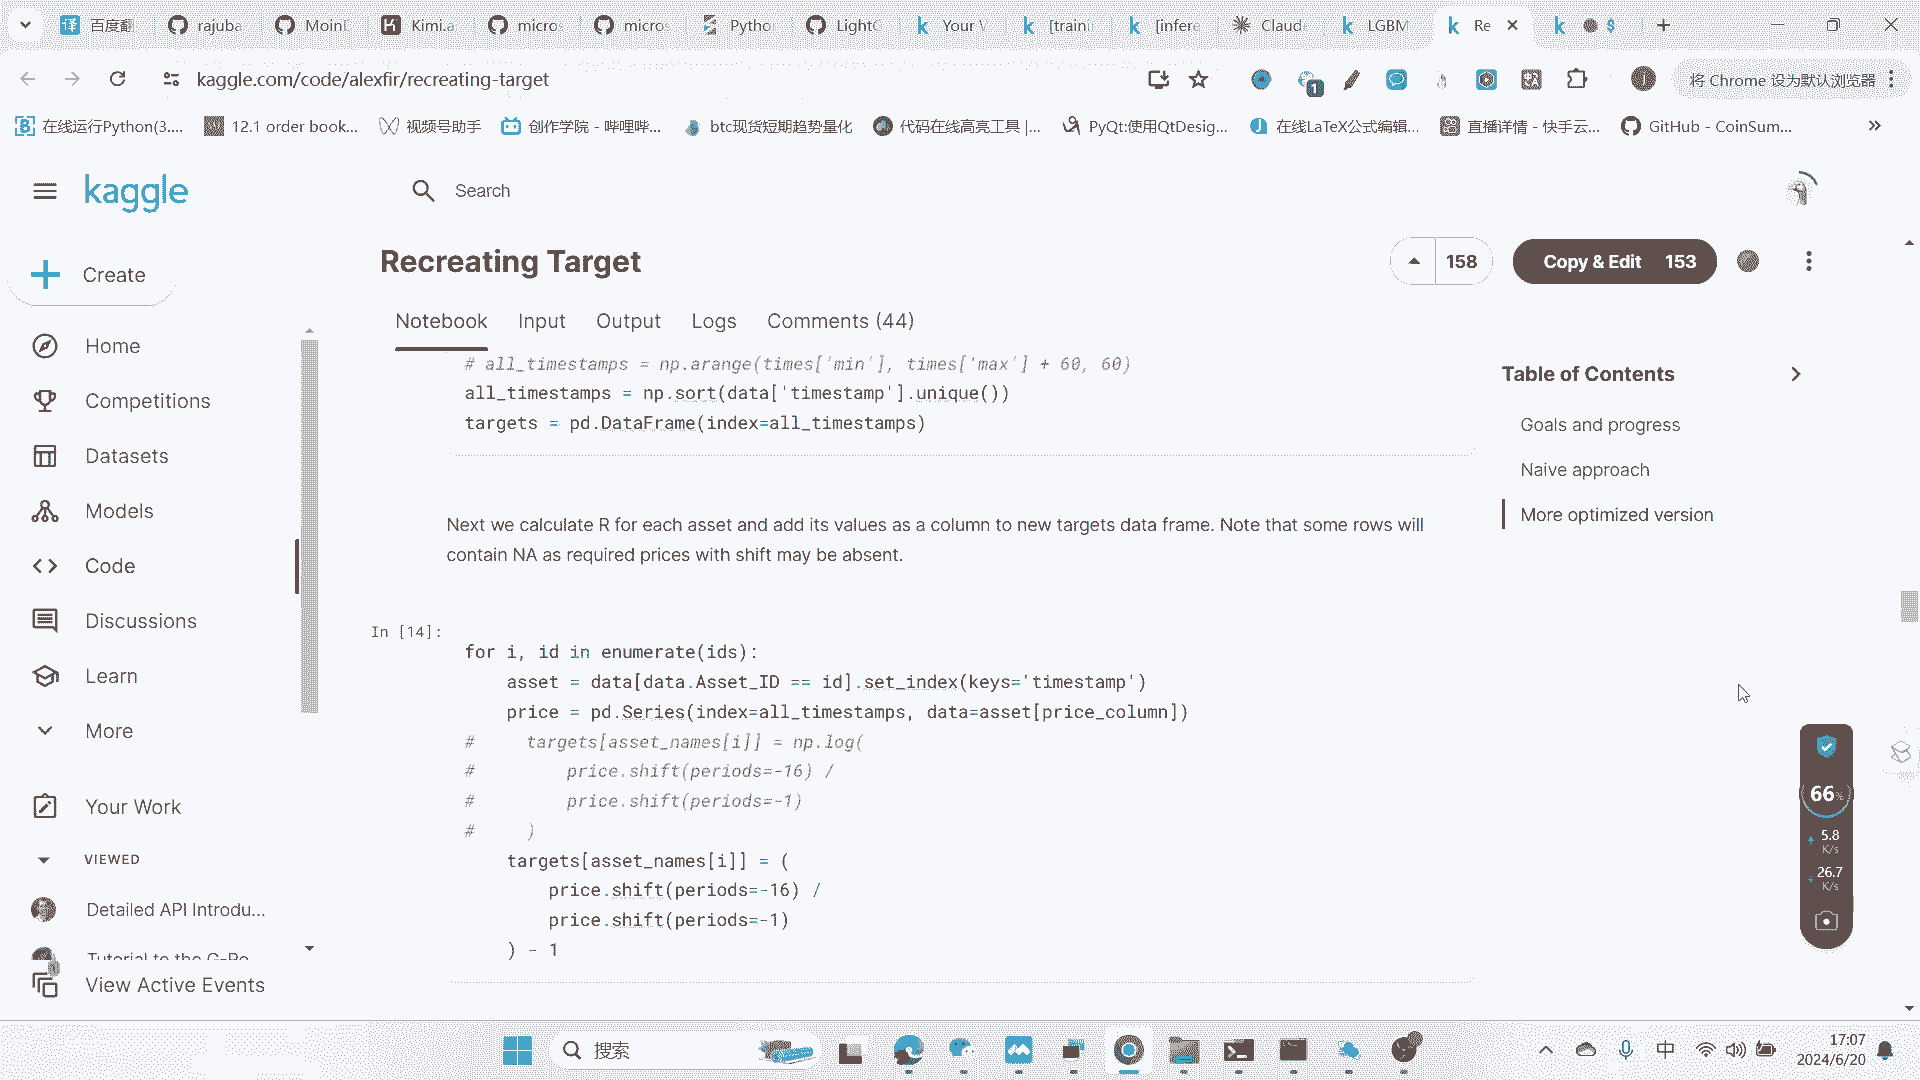 百度翻
rajuba
MoinD
Kimi.a
micros
micros
Python
LightG
Your W
[traini
[infere
Claude
LGBM
Re
$
kaggle.com/code/alexfir/recreating-target
1
将 Chrome 设为默认浏览器
在线运行Python(3....
12.1 order book...
视频号助手
创作学院 - 哔哩哔...
btc现货短期趋势量化
代码在线高亮工具 |...
PyQt:使用QtDesig...
在线LaTeX公式编辑...
直播详情 - 快手云...
GitHub - CoinSum...
kaggle
Search
Create
Home
Competitions
Datasets
Models
Code
Discussions
Learn
More
Your Work
VIEWED
Detailed API Introdu...
Tutorial to the G-Re...
View Active Events
Recreating Target
158
Copy & Edit 153
Notebook
Input
Output
Logs
Comments (44)
# all_timestamps = np.arange(times['min'], times['max'] + 60, 60)
all_timestamps = np.sort(data['timestamp'].unique())
targets = pd.DataFrame(index=all_timestamps)
Next we calculate R for each asset and add its values as a column to new targets data frame. Note that some rows will
contain NA as required prices with shift may be absent.
In [14]:
for i, id in enumerate(ids):
    asset = data[data.Asset_ID == id].set_index(keys='timestamp')
    price = pd.Series(index=all_timestamps, data=asset[price_column])
#     targets[asset_names[i]] = np.log(
#         price.shift(periods=-16) /
#         price.shift(periods=-1)
#     )
    targets[asset_names[i]] = (
        price.shift(periods=-16) /
        price.shift(periods=-1)
    ) - 1
Table of Contents
Goals and progress
Naive approach
More optimized version
66%
5.8
K/s
26.7
K/s
搜索
中
17:07
2024/6/20